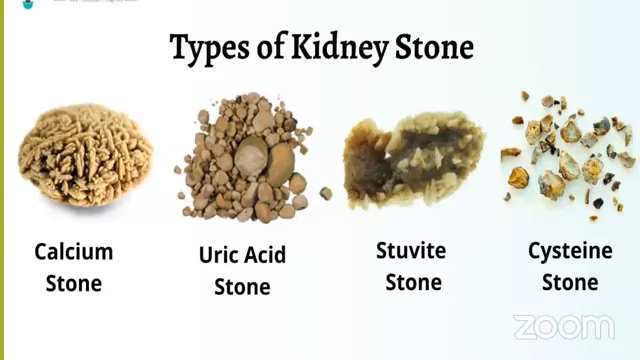 Types of Kidney Stone
Calcium
Stone
Uric Acid
Stone
Stuvite
Stone
Cysteine
Stone
zoom